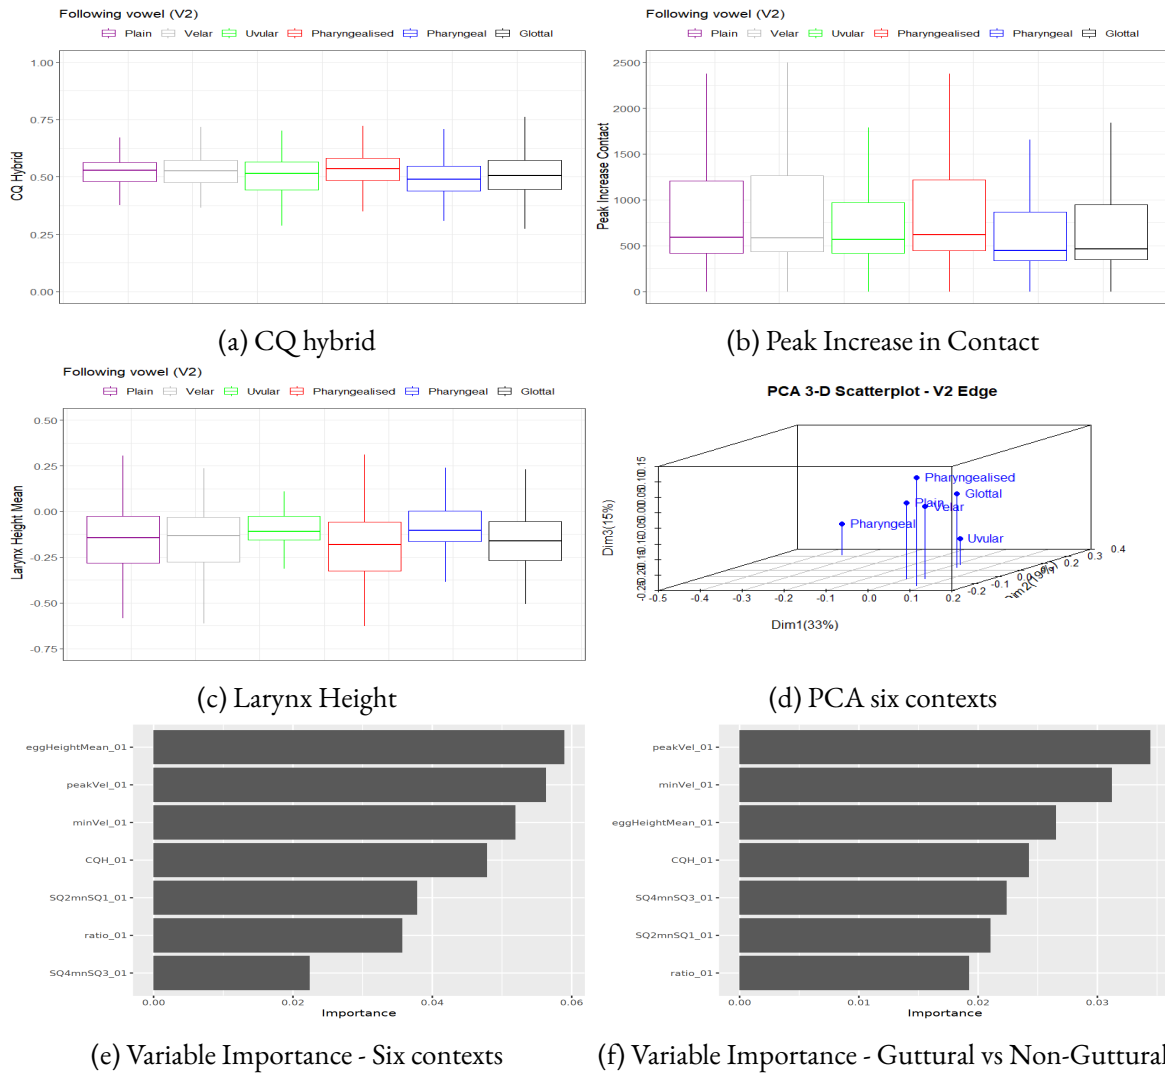 Following vowel (V2)
Plain Velar Uvular Pharyngealised Pharyngeal Glottal
CQ Hybrid
1.00
0.75
0.50
0.25
0.00
(a) CQ hybrid
Following vowel (V2)
Plain Velar Uvular Pharyngealised Pharyngeal Glottal
Peak Increase Contact
2500
2000
1500
1000
500
0
(b) Peak Increase in Contact
Following vowel (V2)
Plain Velar Uvular Pharyngealised Pharyngeal Glottal
Larynx Height Mean
0.50
0.25
0.00
-0.25
-0.50
-0.75
(c) Larynx Height
PCA 3-D Scatterplot - V2 Edge
Pharyngealised
Glottal
Plain
Velar
Pharyngeal
Uvular
Dim3(15%)
-0.5 -0.4 -0.3 -0.2 -0.1 0.0 0.1 0.2
Dim1(33%)
-0.2 -0.1 0.0 0.1 0.2 0.3 0.4
(d) PCA six contexts
eggHeightMean_01
peakVel_01
minVel_01
CQH_01
SQ2mnSQ1_01
ratio_01
SQ4mnSQ3_01
0.00 0.02 0.04 0.06
Importance
(e) Variable Importance - Six contexts
peakVel_01
minVel_01
eggHeightMean_01
CQH_01
SQ4mnSQ3_01
SQ2mnSQ1_01
ratio_01
0.00 0.01 0.02 0.03
Importance
(f) Variable Importance - Guttural vs Non-Guttural